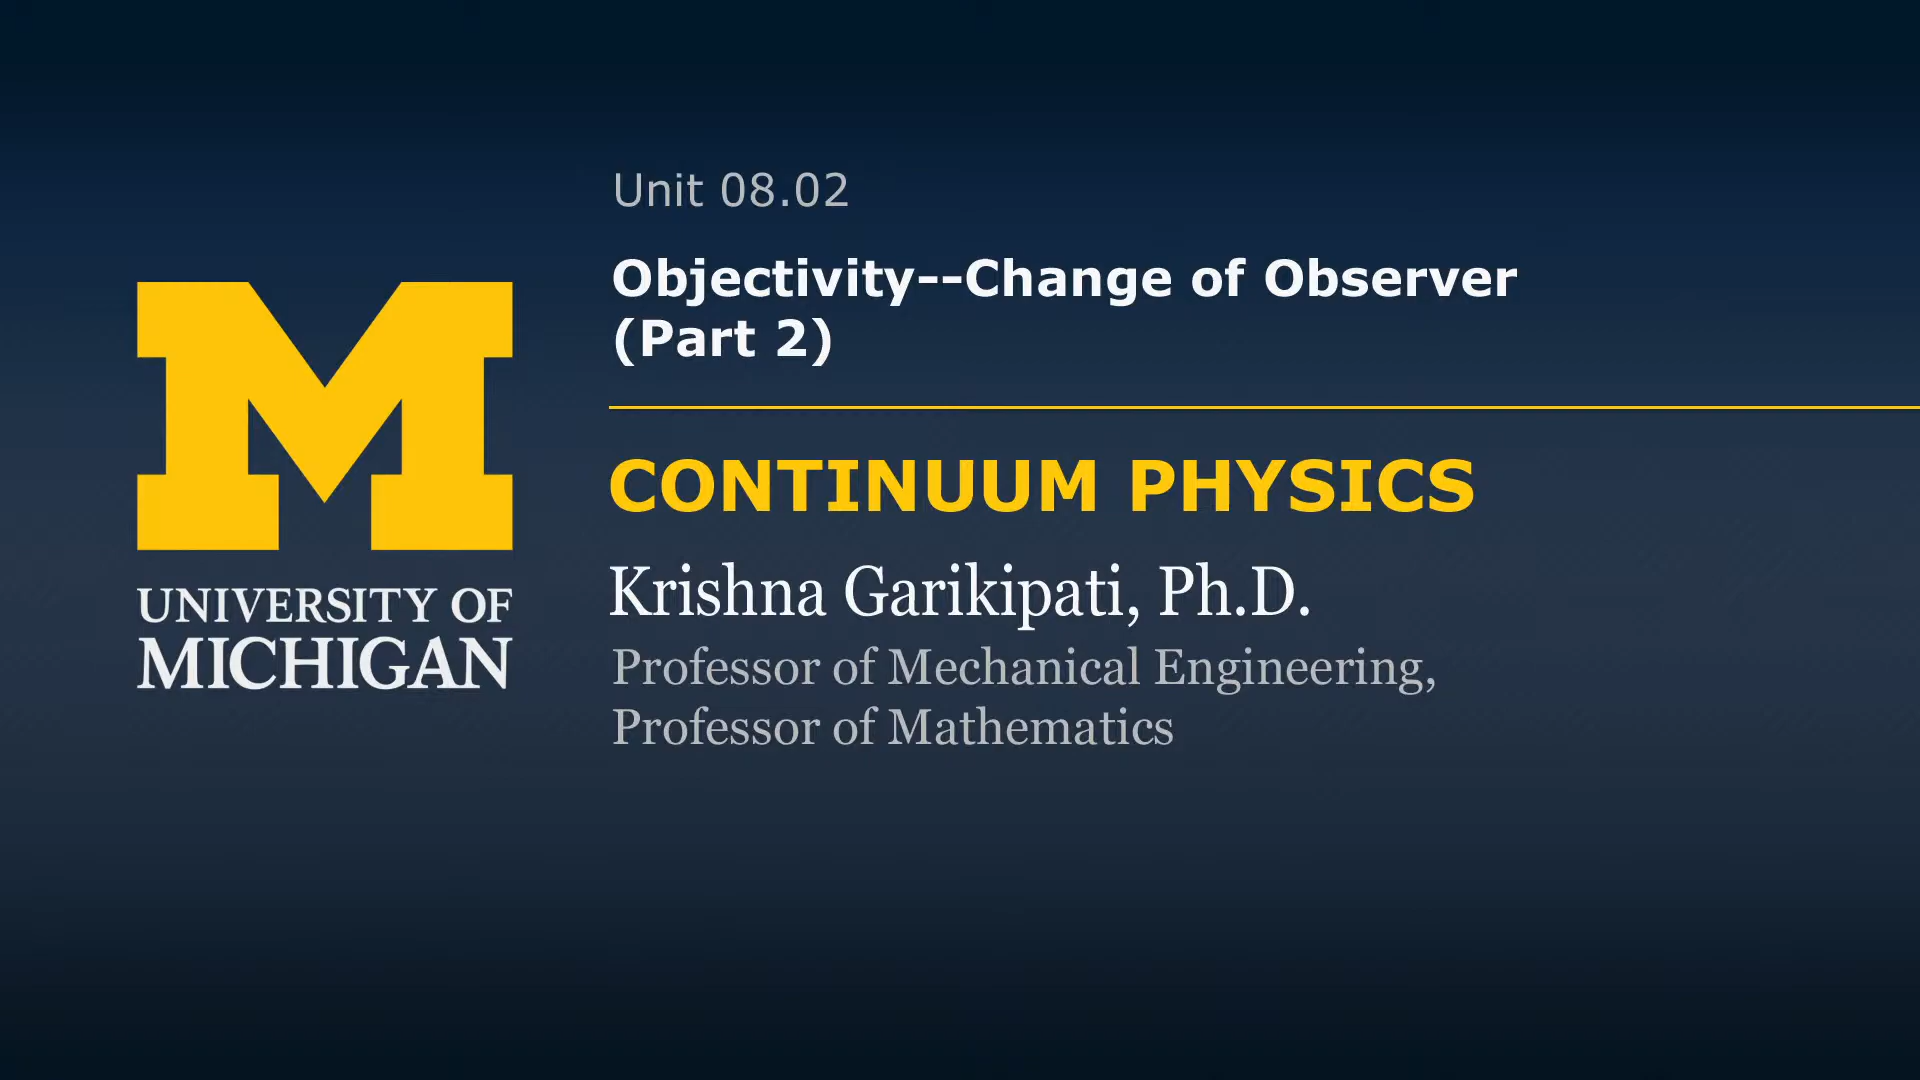 Unit 08.02
Objectivity--Change of Observer
(Part 2)
CONTINUUM PHYSICS
Krishna Garikipati, Ph.D.
Professor of Mechanical Engineering,
Professor of Mathematics
M
UNIVERSITY OF
MICHIGAN